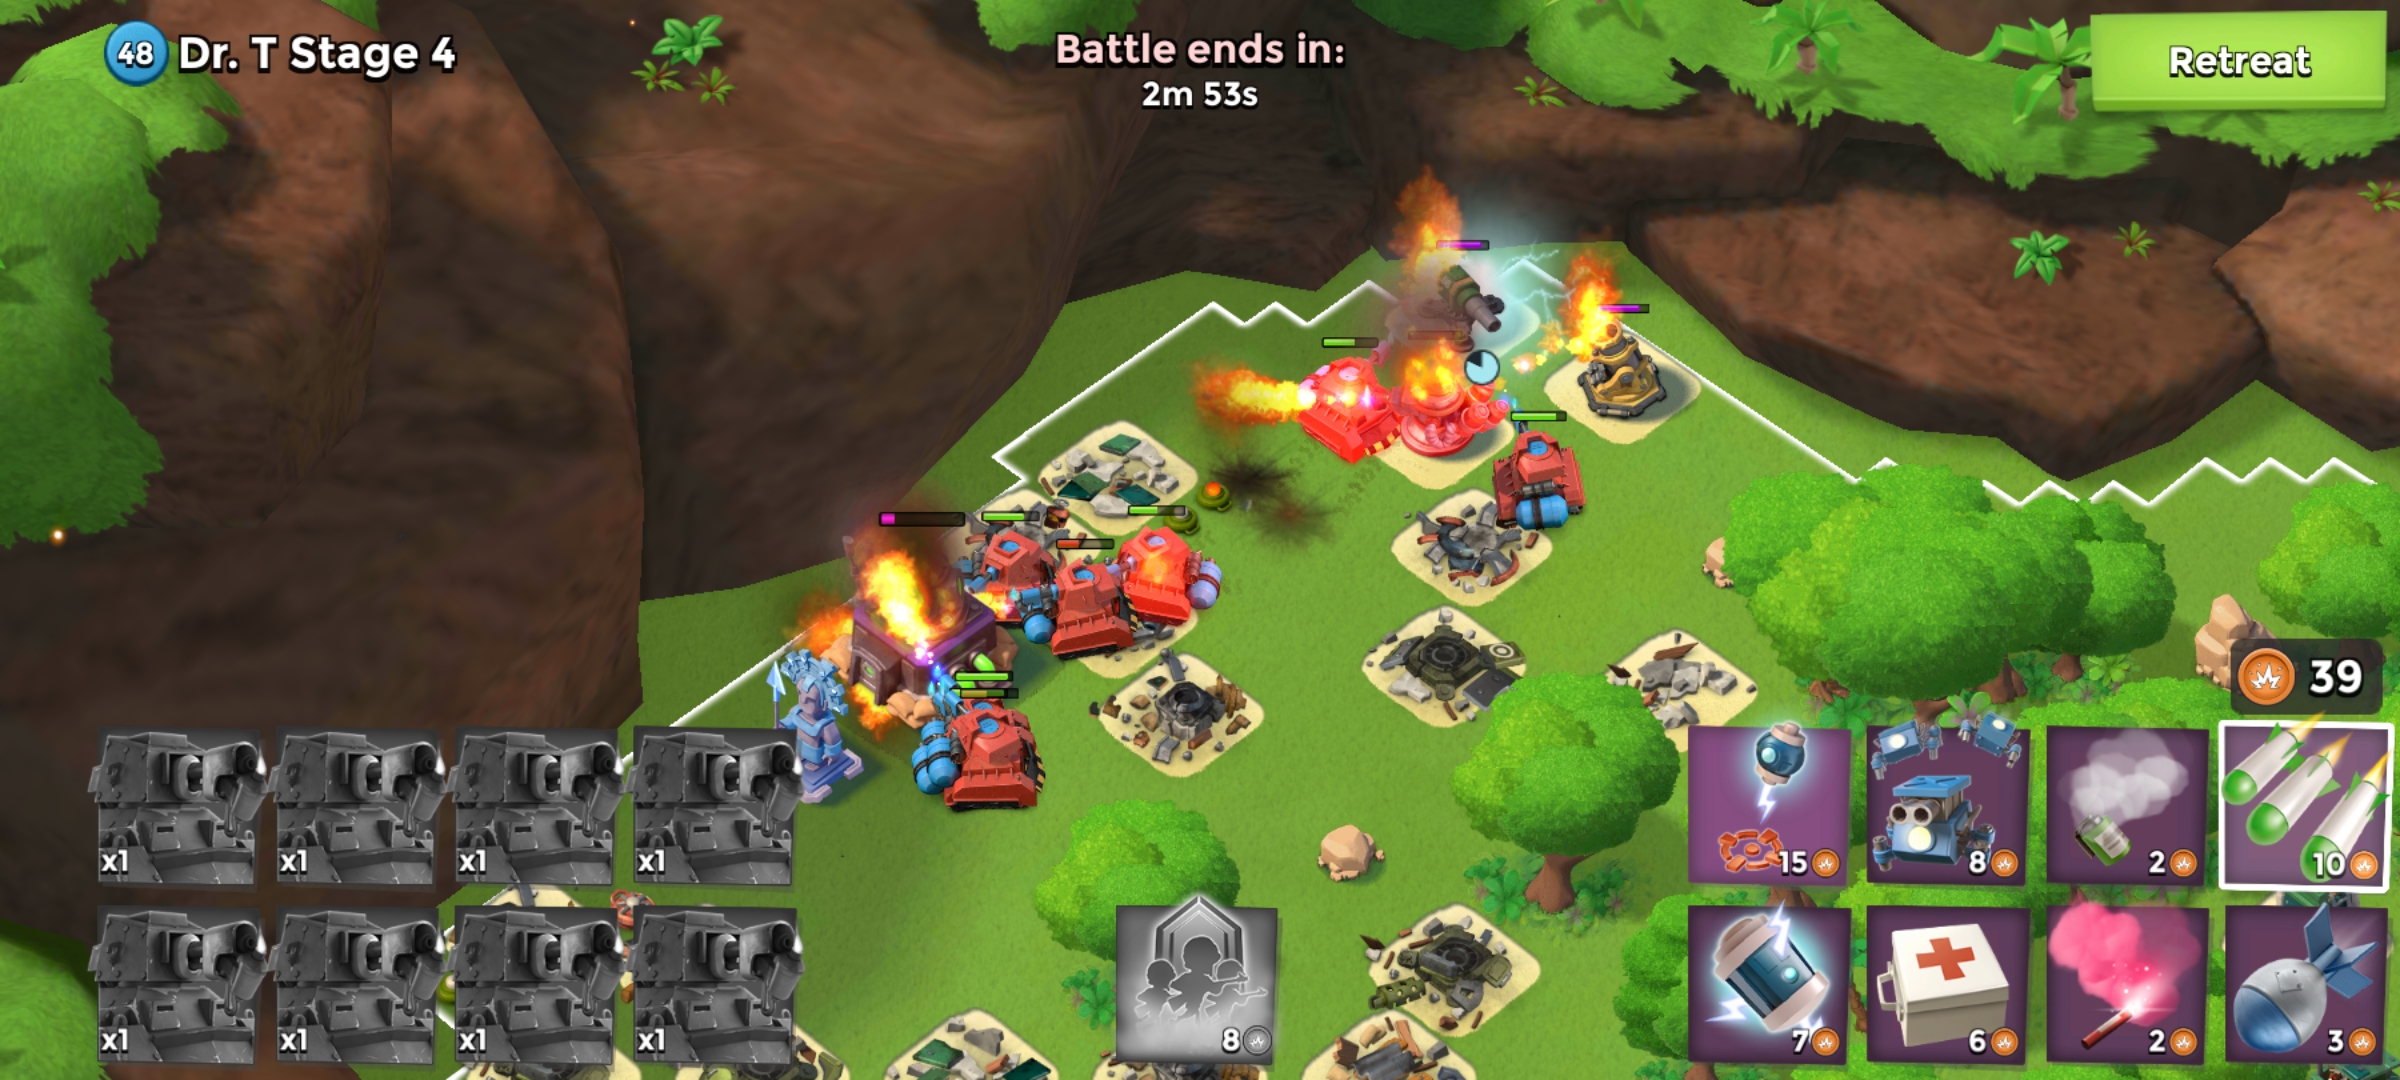 48 Dr. T Stage 4
Battle ends in:
2m 53s
Retreat
39
x1 x1 x1 x1
15 8 2 10
x1 x1 x1 x1
8
7 6 2 3